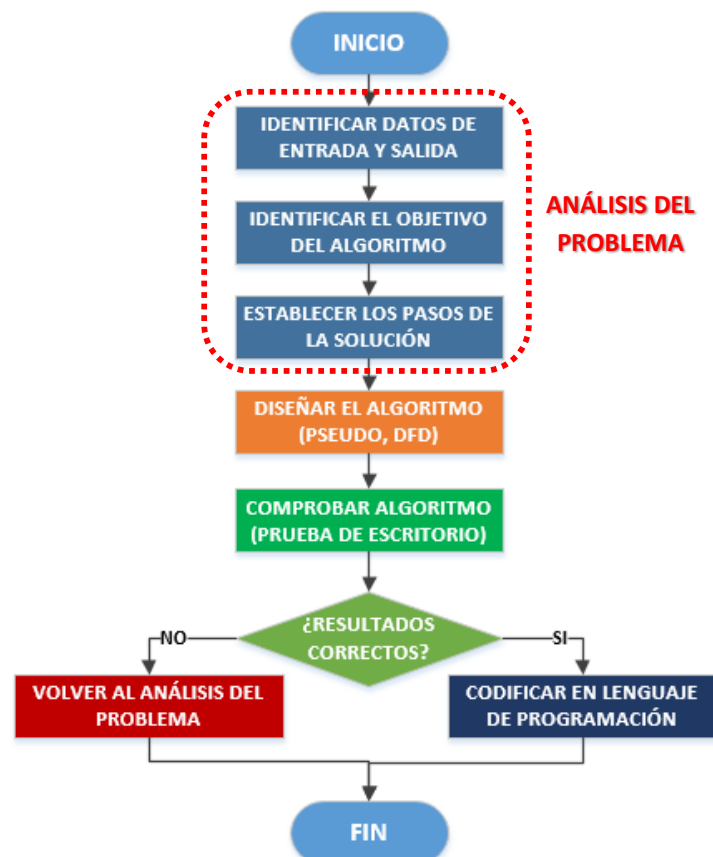 INICIO
IDENTIFICAR DATOS DE
ENTRADA Y SALIDA
IDENTIFICAR EL OBJETIVO
DEL ALGORITMO
ESTABLECER LOS PASOS DE
LA SOLUCIÓN
ANÁLISIS DEL
PROBLEMA
DISEÑAR EL ALGORITMO
(PSEUDO, DFD)
COMPROBAR ALGORITMO
(PRUEBA DE ESCRITORIO)
¿RESULTADOS
CORRECTOS?
NO
SI
VOLVER AL ANÁLISIS DEL
PROBLEMA
CODIFICAR EN LENGUAJE
DE PROGRAMACIÓN
FIN